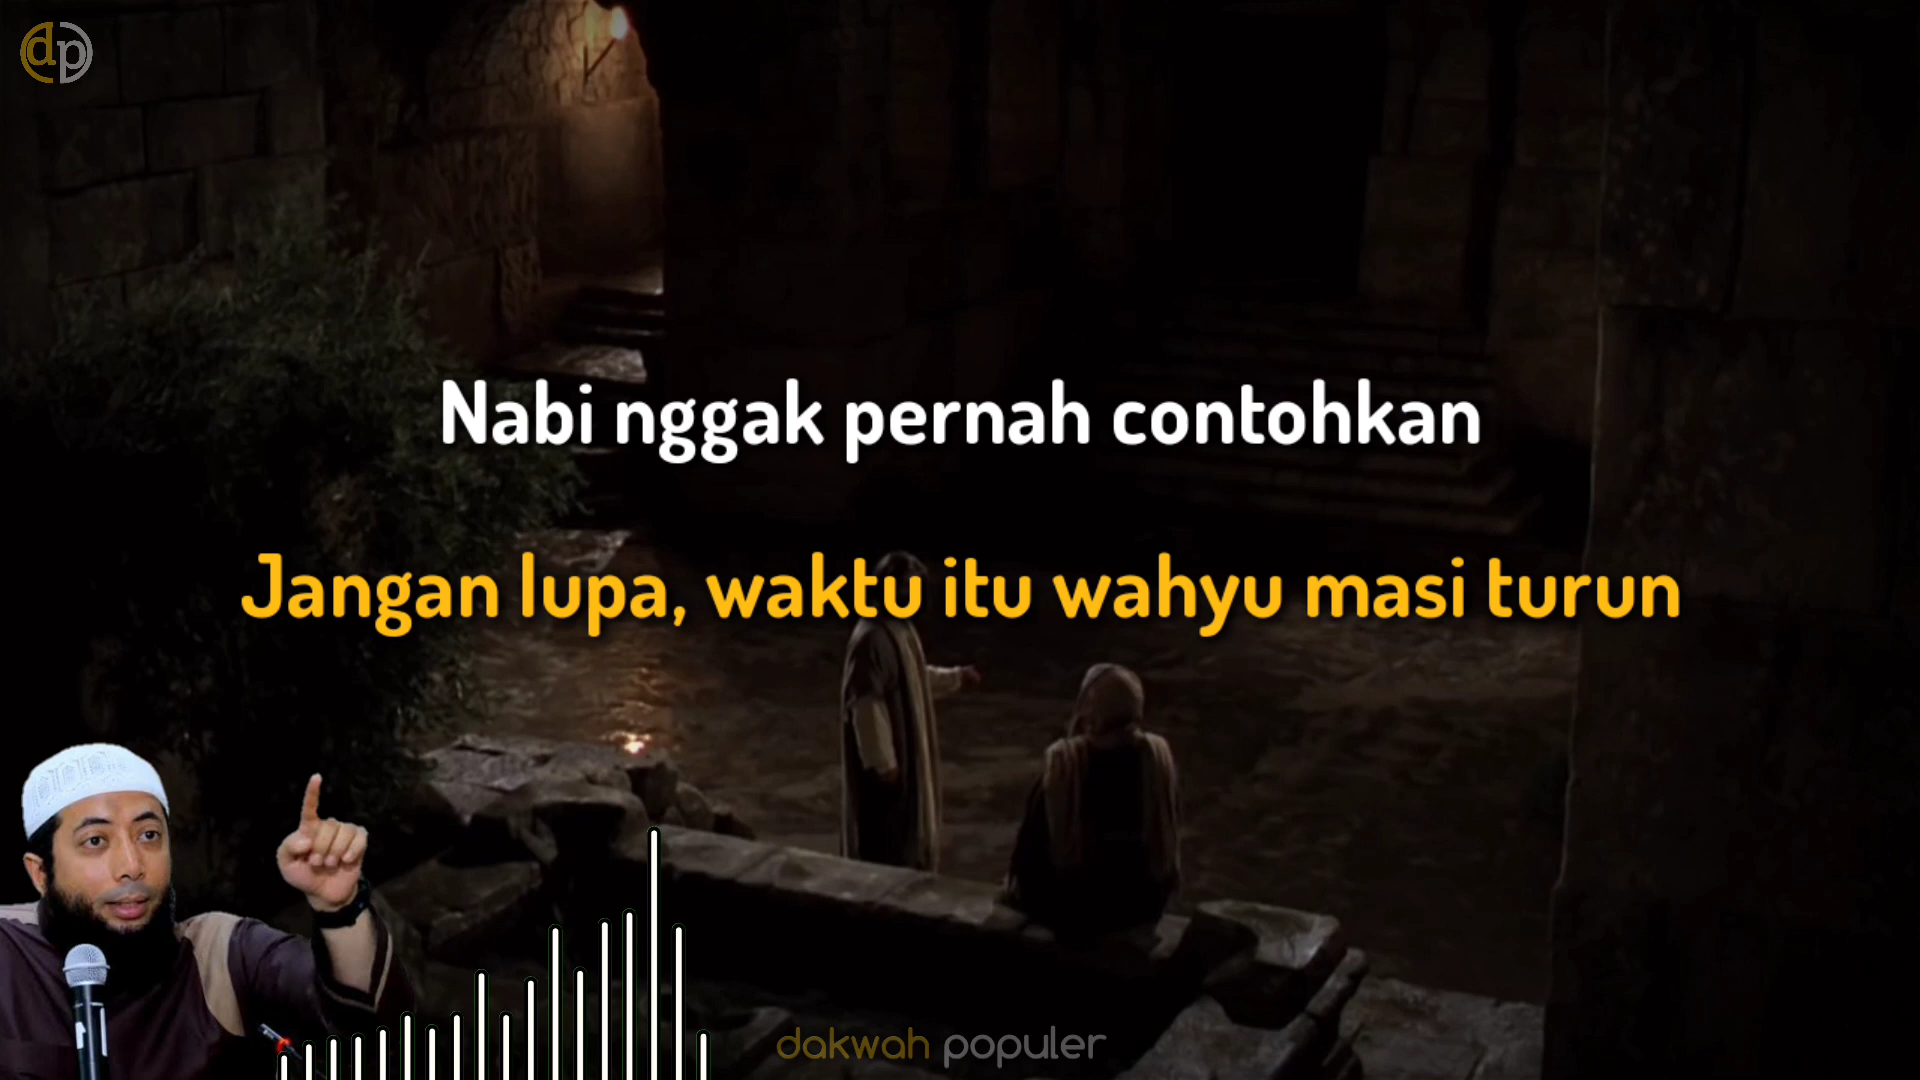 dp
Nabi nggak pernah contohkan
Jangan lupa, waktu itu wahyu masi turun
dakwah populer